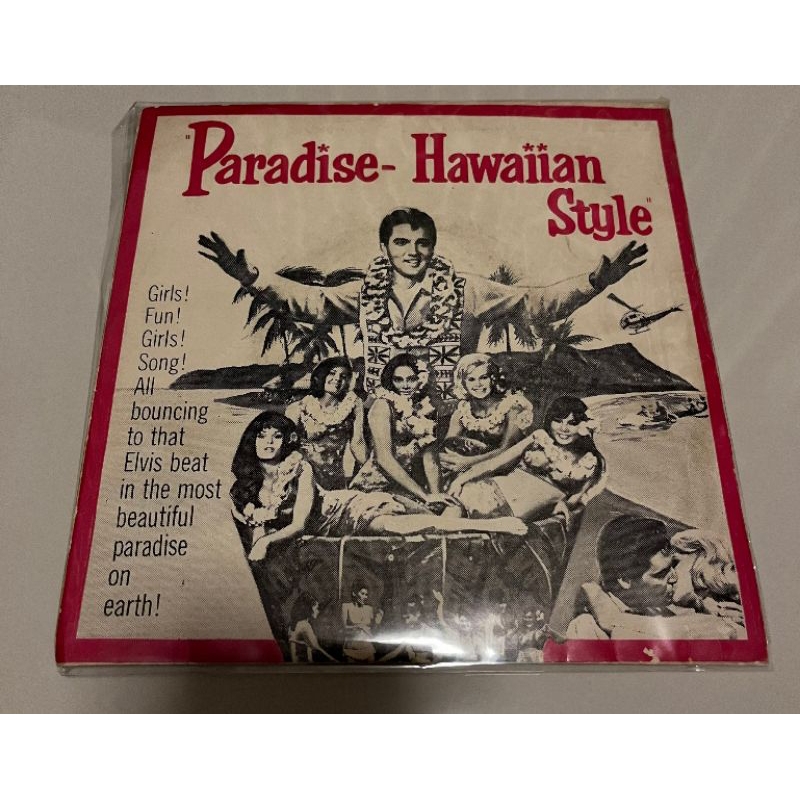 "Paradise- Hawaiian
Style"
Girls!
Fun!
Girls!
Song!
All
bouncing
to that
Elvis beat
in the most
beautiful
paradise
on
earth!